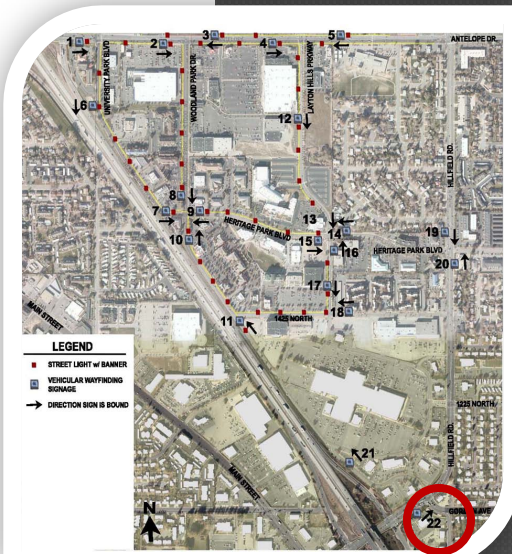 1
2
3
4
5
ANTELOPE DR.
UNIVERSITY PARK BLVD
WOODLAND PARK DR.
LAYTON HILLS PRKWAY
6
12
HILLFIELD RD.
8
7
9
13
14
19
HERITAGE PARK BLVD
10
15
16
HERITAGE PARK BLVD
20
17
MAIN STREET
11
1425 NORTH
18
LEGEND
STREET LIGHT w/ BANNER
VEHICULAR WAYFINDING
SIGNAGE
DIRECTION SIGN IS BOUND
1225 NORTH
HILLFIELD RD.
MAIN STREET
21
N
GORDON AVE
22